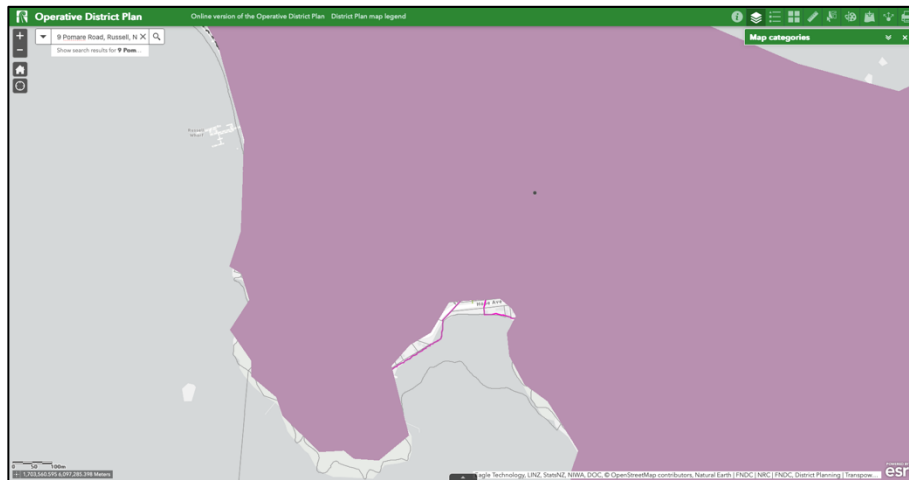 Operative District Plan
Online version of the Operative District Plan District Plan map legend
9 Pomare Road, Russell, N
Show search results for 9 Pom...
Map categories
0 50 100m
1,703,560.595 6,097,285.398 Meters
Eagle Technology, LINZ, StatsNZ, NIWA, DOC, © OpenStreetMap contributors, Natural Earth | FNDC | NRC | FNDC, District Planning | Transpow...
POWERED BY
esri